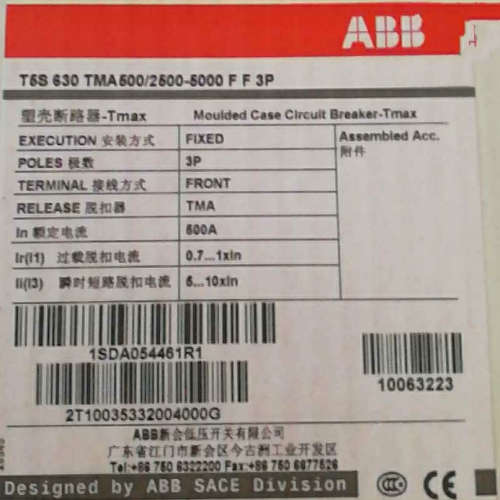 ABB
T5S 630 TMA500/2500-5000 F F 3P
塑壳断路器-Tmax Moulded Case Circuit Breaker-Tmax
EXECUTION 安装方式 FIXED Assembled Acc.
附件
POLES 极数 3P
TERMINAL 接线方式 FRONT
RELEASE 脱扣器 TMA
In 额定电流 500A
Ir(I1) 过载脱扣电流 0.7...1xIn
Ii(I3) 瞬时短路脱扣电流 5...10xIn
1SDA054461R1
10063223
2T10035332004000G
ABB新会低压开关有限公司
广东省江门市新会区今古洲工业开发区
Tel:+86 750 6322200 Fax:+86 750 6677526
Designed by ABB SACE Division
CCC CE